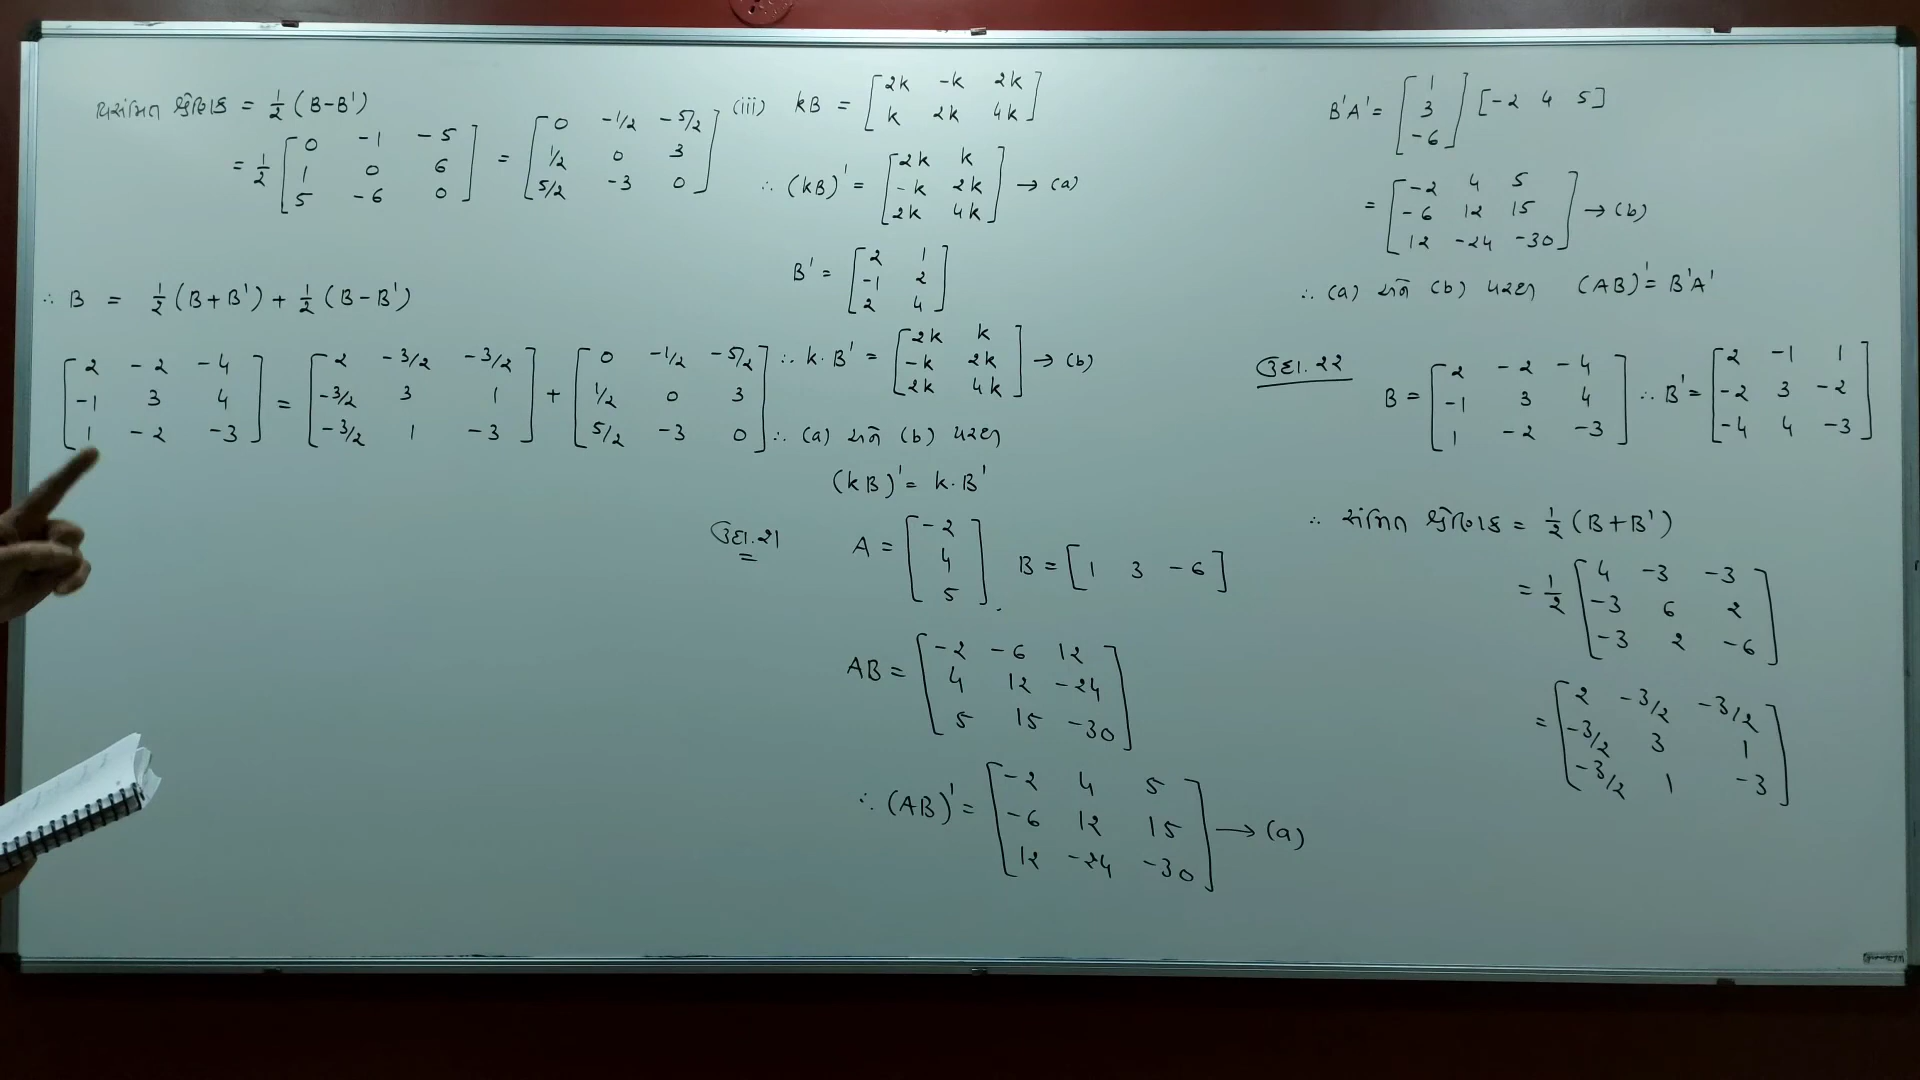 (iii) kB = [2k -k 2k
k 2k 4k]
∴ (kB)' = [2k k
-k 2k
2k 4k] → (a)
B' = [2 1
-1 2
2 4]
∴ k·B' = [2k k
-k 2k
2k 4k] → (b)
∴ (a) અને (b) પરથી
(kB)' = k·B'
ઉદા.૨૧ A = [-2
4
5], B = [1 3 -6]
AB = [-2 -6 12
4 12 -24
5 15 -30]
∴ (AB)' = [-2 4 5
-6 12 15
12 -24 -30] → (a)
B'A' = [1
3
-6] [-2 4 5]
= [-2 4 5
-6 12 15
12 -24 -30] → (b)
∴ (a) અને (b) પરથી (AB)' = B'A'
ઉદા.૨૨ B = [2 -2 -4
-1 3 4
1 -2 -3] ∴ B' = [2 -1 1
-2 3 -2
-4 4 -3]
∴ સંમિત શ્રેણિક = 1/2 (B+B')
= 1/2 [4 -3 -3
-3 6 2
-3 2 -6]
= [2 -3/2 -3/2
-3/2 3 1
-3/2 1 -3]
વિસંમિત શ્રેણિક = 1/2 (B-B')
= 1/2 [0 -1 -5
1 0 6
5 -6 0] = [0 -1/2 -5/2
1/2 0 3
5/2 -3 0]
∴ B = 1/2 (B+B') + 1/2 (B-B')
[2 -2 -4
-1 3 4
1 -2 -3] = [2 -3/2 -3/2
-3/2 3 1
-3/2 1 -3] + [0 -1/2 -5/2
1/2 0 3
5/2 -3 0]